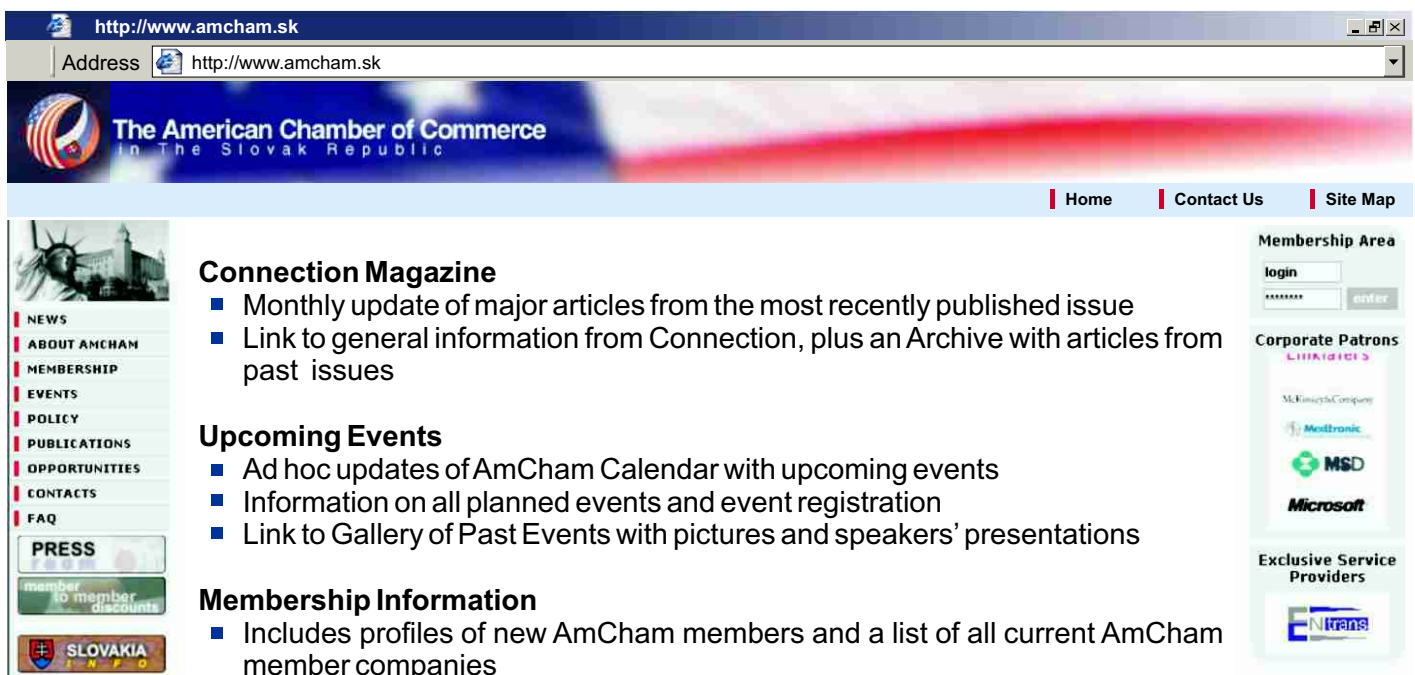 http://www.amcham.sk
Address http://www.amcham.sk
The American Chamber of Commerce
in The Slovak Republic
Home Contact Us Site Map
NEWS
ABOUT AMCHAM
MEMBERSHIP
EVENTS
POLICY
PUBLICATIONS
OPPORTUNITIES
CONTACTS
FAQ
PRESS
room
member
to member
discounts
SLOVAKIA
INFO
Connection Magazine
Monthly update of major articles from the most recently published issue
Link to general information from Connection, plus an Archive with articles from
past issues
Upcoming Events
Ad hoc updates of AmCham Calendar with upcoming events
Information on all planned events and event registration
Link to Gallery of Past Events with pictures and speakers' presentations
Membership Information
Includes profiles of new AmCham members and a list of all current AmCham
member companies
Membership Area
login
******** enter
Corporate Patrons
Linklaters
McKinsey&Company
Medtronic
MSD
Microsoft
Exclusive Service
Providers
ENtrans